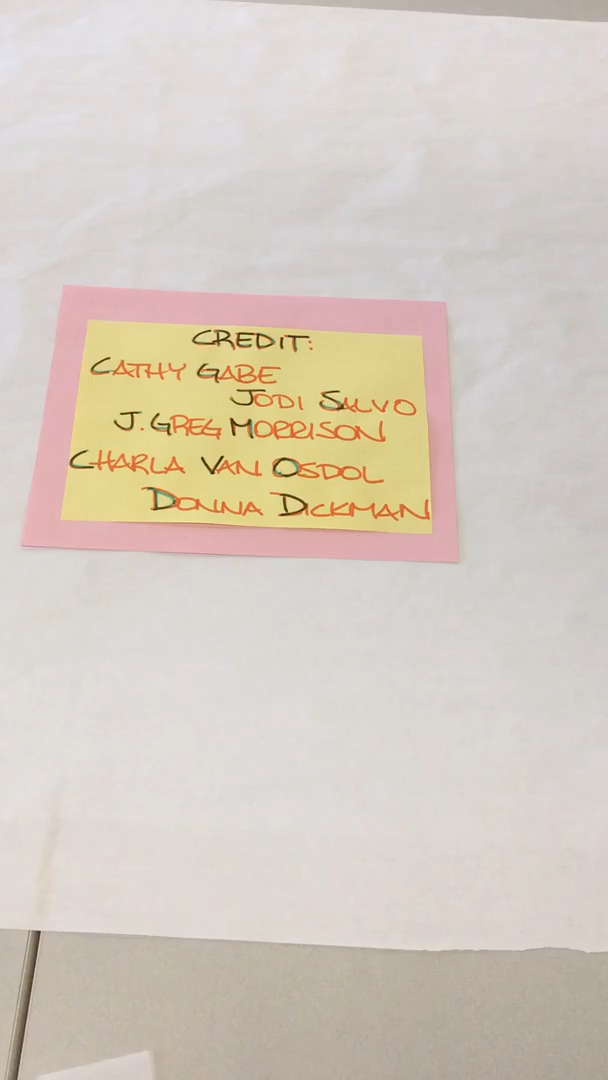 CREDIT:
CATHY GABE
JODI SALVO
J. GREG MORRISON
CHARLA VAN OSDOL
DONNA DICKMAN